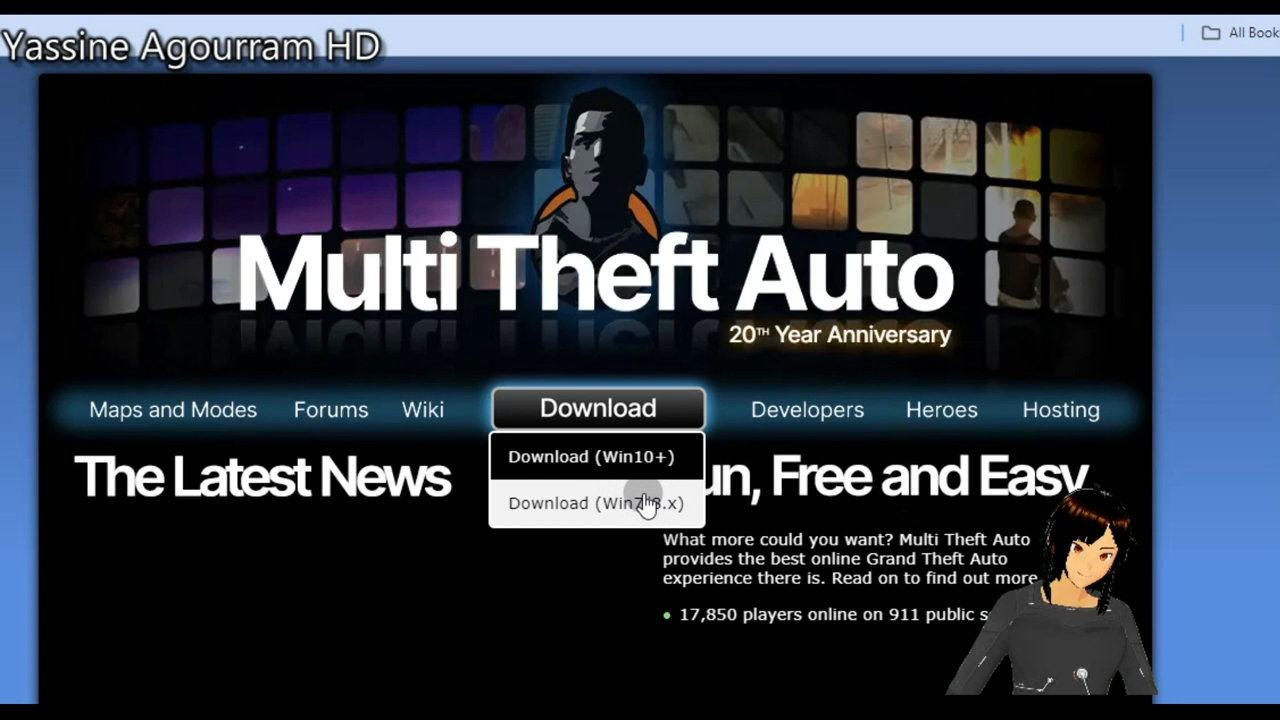 Yassine Agourram HD
All Book
Multi Theft Auto
20TH Year Anniversary
Maps and Modes Forums Wiki Download Developers Heroes Hosting
Download (Win10+)
Download
The Latest News
un, Free and Easy
What more could you want? Multi Theft Auto
provides the best online Grand Theft Auto
experience there is. Read on to find out more
17,850 players online on 911 public